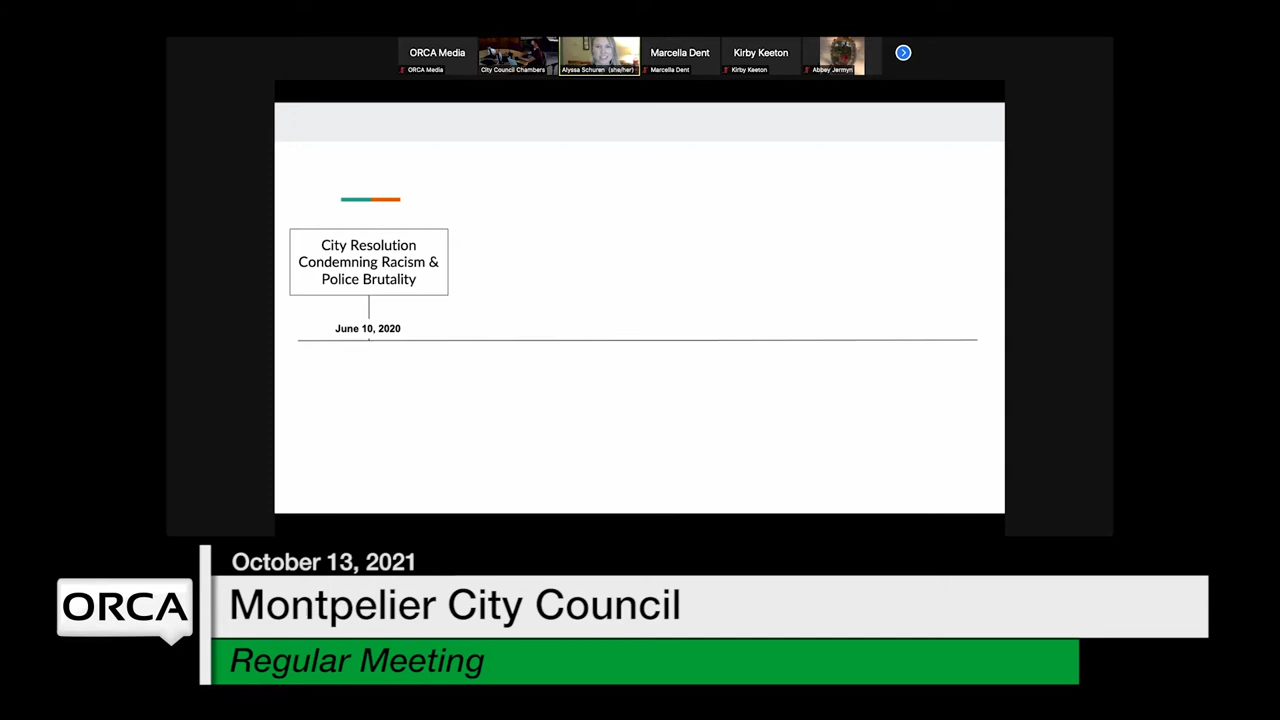 ORCA Media
Marcella Dent
Kirby Keeton
ORCA Media
City Council Chambers
Alyssa Schuren (she/her)
Marcella Dent
Kirby Keeton
Abbey Jermyn
City Resolution
Condemning Racism &
Police Brutality
June 10, 2020
October 13, 2021
ORCA
Montpelier City Council
Regular Meeting